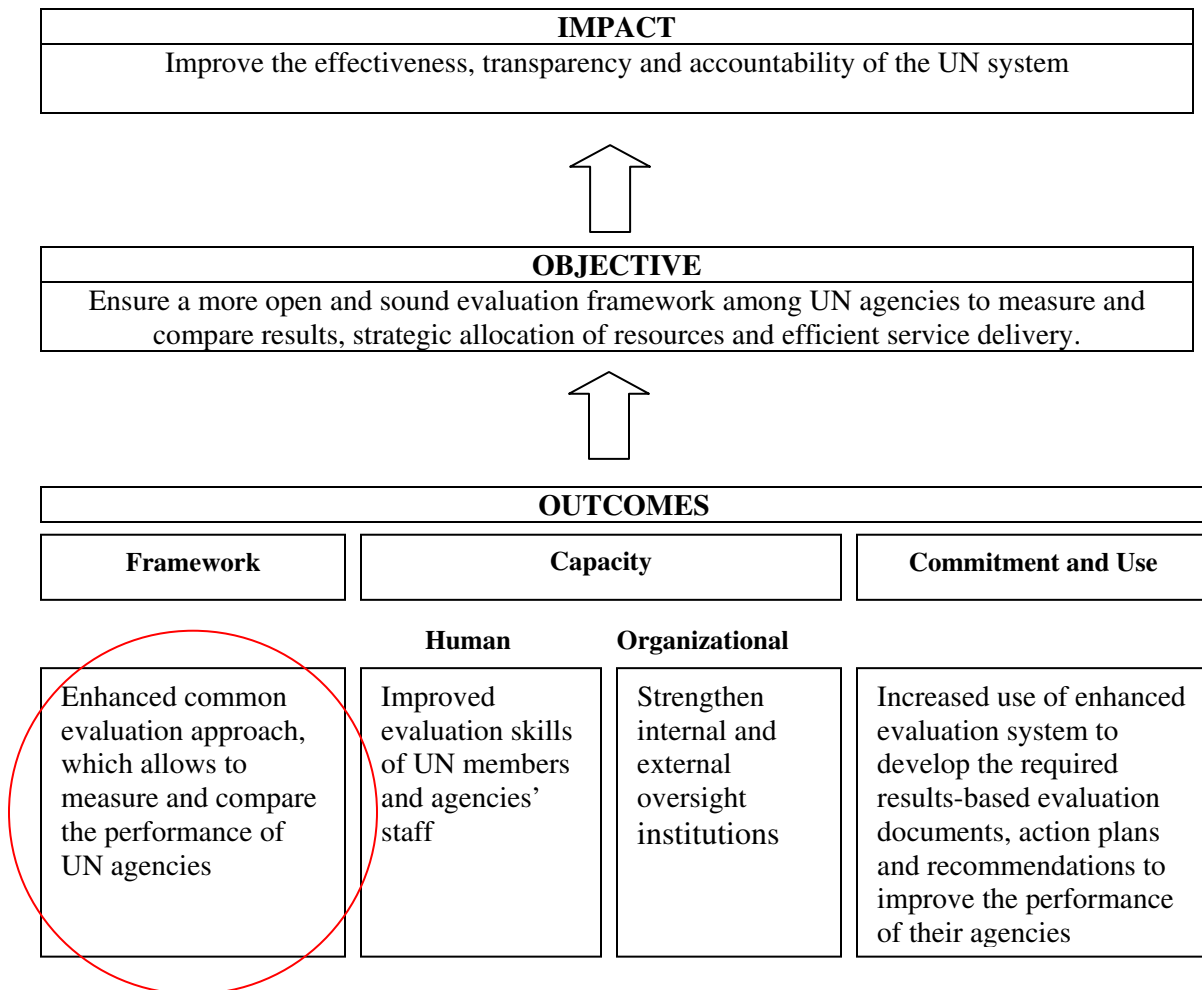 IMPACT
Improve the effectiveness, transparency and accountability of the UN system
OBJECTIVE
Ensure a more open and sound evaluation framework among UN agencies to measure and
compare results, strategic allocation of resources and efficient service delivery.
OUTCOMES
Framework
Capacity
Commitment and Use
Human
Organizational
Enhanced common
evaluation approach,
which allows to
measure and compare
the performance of
UN agencies
Improved
evaluation skills
of UN members
and agencies’
staff
Strengthen
internal and
external
oversight
institutions
Increased use of enhanced
evaluation system to
develop the required
results-based evaluation
documents, action plans
and recommendations to
improve the performance
of their agencies